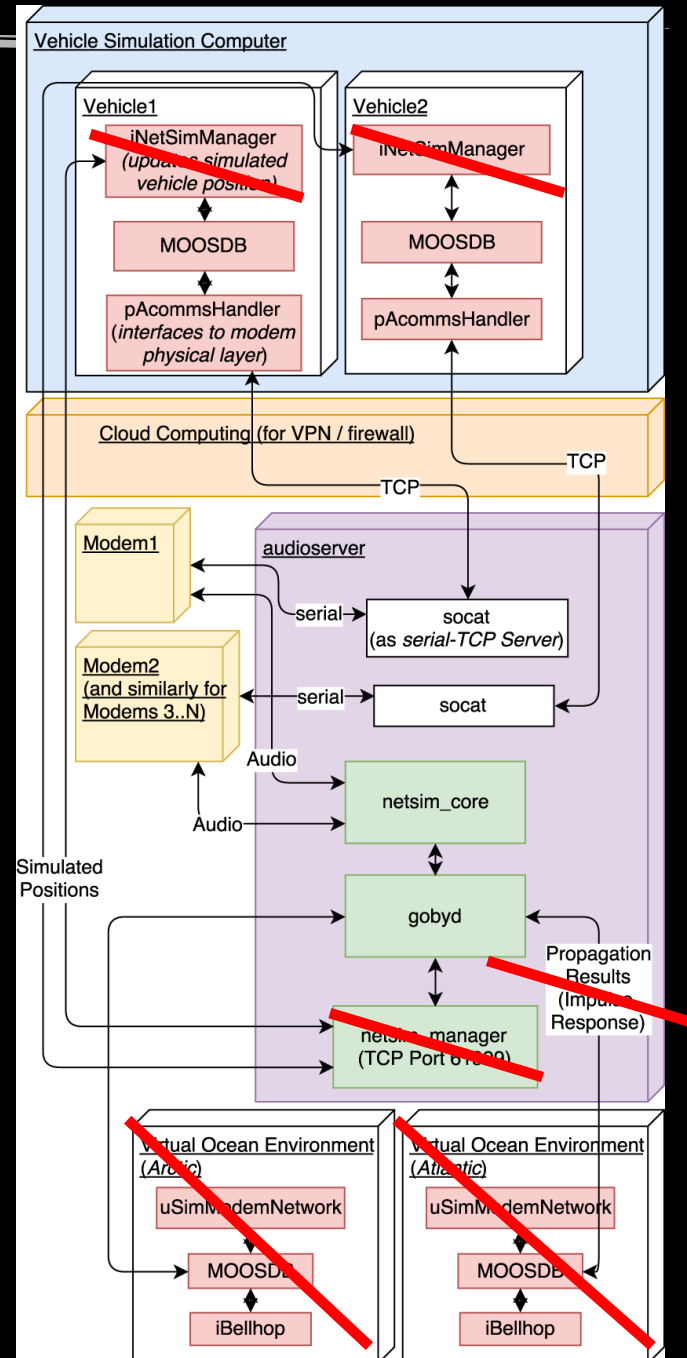 Vehicle Simulation Computer
Vehicle1
iNetSimManager
(updates simulated
vehicle position)
MOOSDB
pAcommsHandler
(interfaces to modem
physical layer)
Vehicle2
iNetSimManager
MOOSDB
pAcommsHandler
Cloud Computing (for VPN / firewall)
TCP
TCP
Modem1
audioserver
serial
socat
(as serial-TCP Server)
Modem2
(and similarly for
Modems 3..N)
serial
socat
Audio
netsim_core
Audio
Simulated
Positions
gobyd
Propagation
Results
(Impulse
Response)
netsim_manager
(TCP Port
Virtual Ocean Environment
(Arctic)
uSimModemNetwork
MOOSDB
iBellhop
Virtual Ocean Environment
(Atlantic)
uSimModemNetwork
MOOSDB
iBellhop